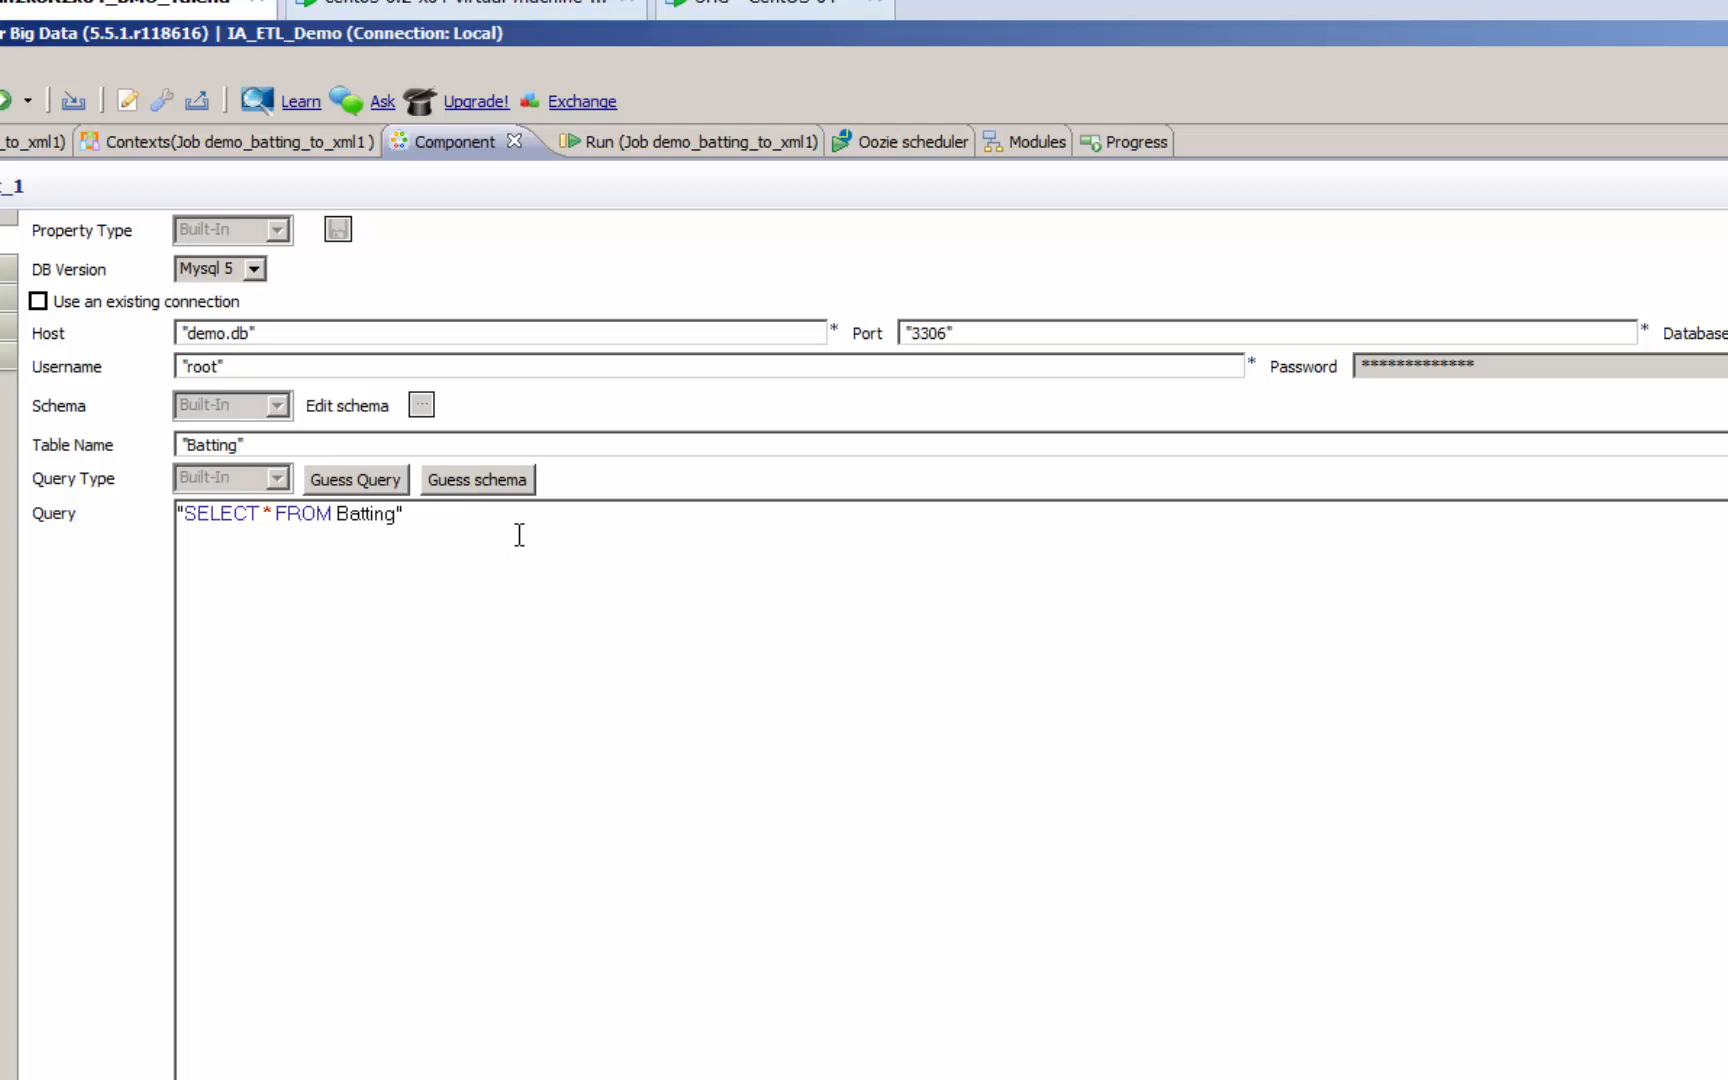 r Big Data (5.5.1.r118616) | IA_ETL_Demo (Connection: Local)
Learn Ask Upgrade! Exchange
_to_xml1) Contexts(Job demo_batting_to_xml1 ) Component Run (Job demo_batting_to_xml1) Oozie scheduler Modules Progress
_1
Property Type Built-In
DB Version Mysql 5
Use an existing connection
Host "demo.db" * Port "3306" * Database
Username "root" * Password *************
Schema Built-In Edit schema ...
Table Name "Batting"
Query Type Built-In Guess Query Guess schema
Query "SELECT * FROM Batting"